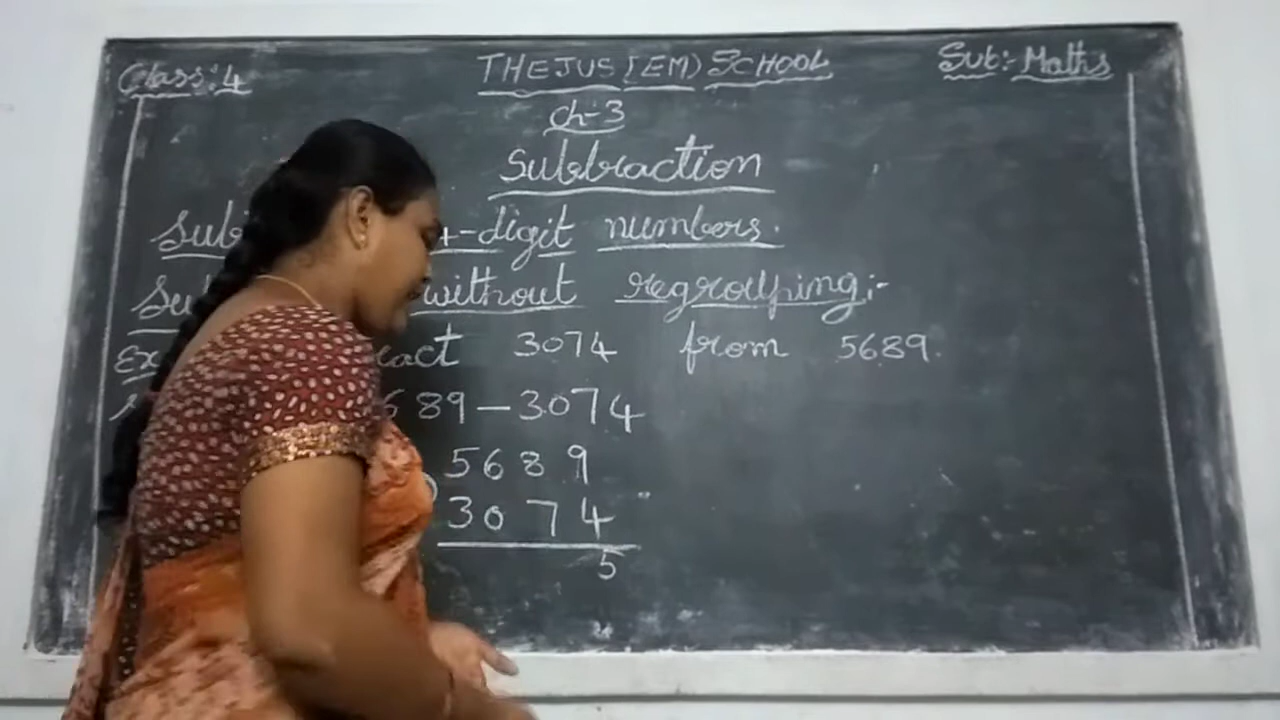 Class: 4 THEJUS (EM) SCHOOL Sub:- Maths
Ch-3
Subtraction
4-digit numbers.
without regrouping:-
3074 from 5689.
689 - 3074
5689
3074
5